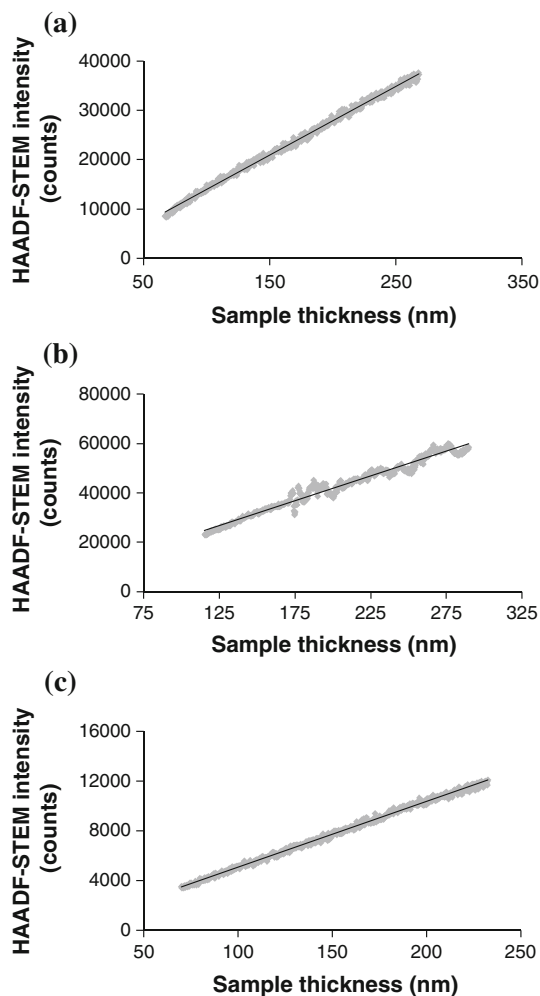 (a)
HAADF-STEM intensity
(counts)
40000
30000
20000
10000
0
50 150 250 350
Sample thickness (nm)
(b)
HAADF-STEM intensity
(counts)
80000
60000
40000
20000
0
75 125 175 225 275 325
Sample thickness (nm)
(c)
HAADF-STEM intensity
(counts)
16000
12000
8000
4000
0
50 100 150 200 250
Sample thickness (nm)